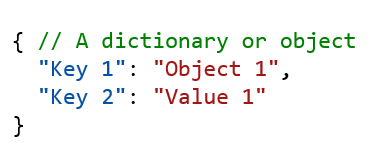 { // A dictionary or object
  "Key 1": "Object 1",
  "Key 2": "Value 1"
}